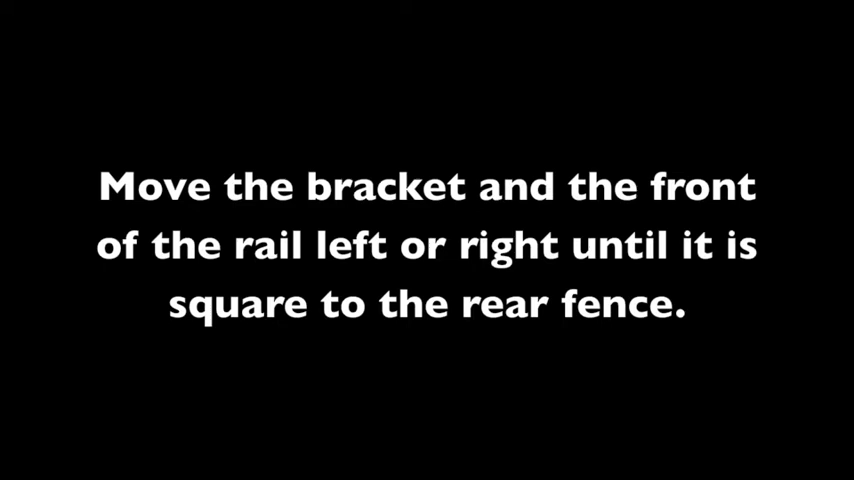 Move the bracket and the front
of the rail left or right until it is
square to the rear fence.